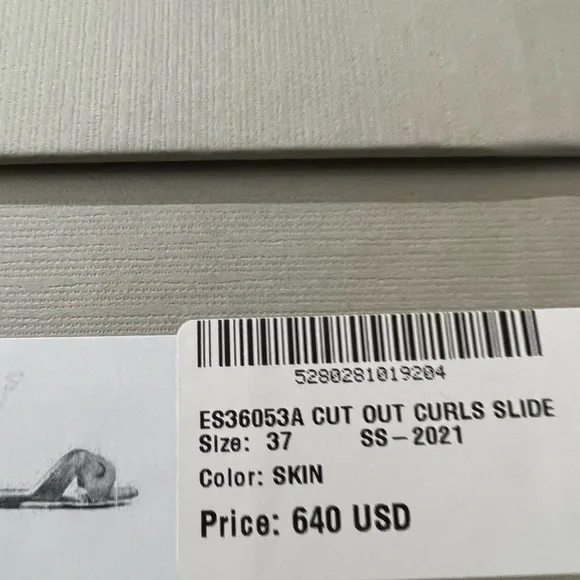 5280281019204
ES36053A CUT OUT CURLS SLIDE
Size: 37 SS-2021
Color: SKIN
Price: 640 USD